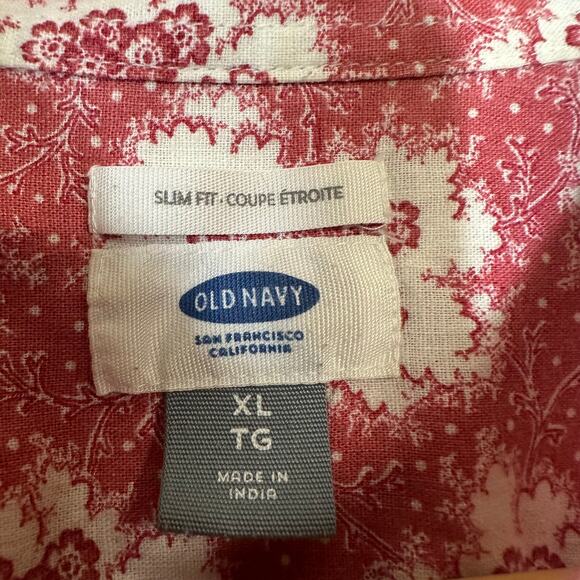 SLIM FIT · COUPE ÉTROITE
OLD NAVY
SAN FRANCISCO
CALIFORNIA
XL
TG
MADE IN
INDIA